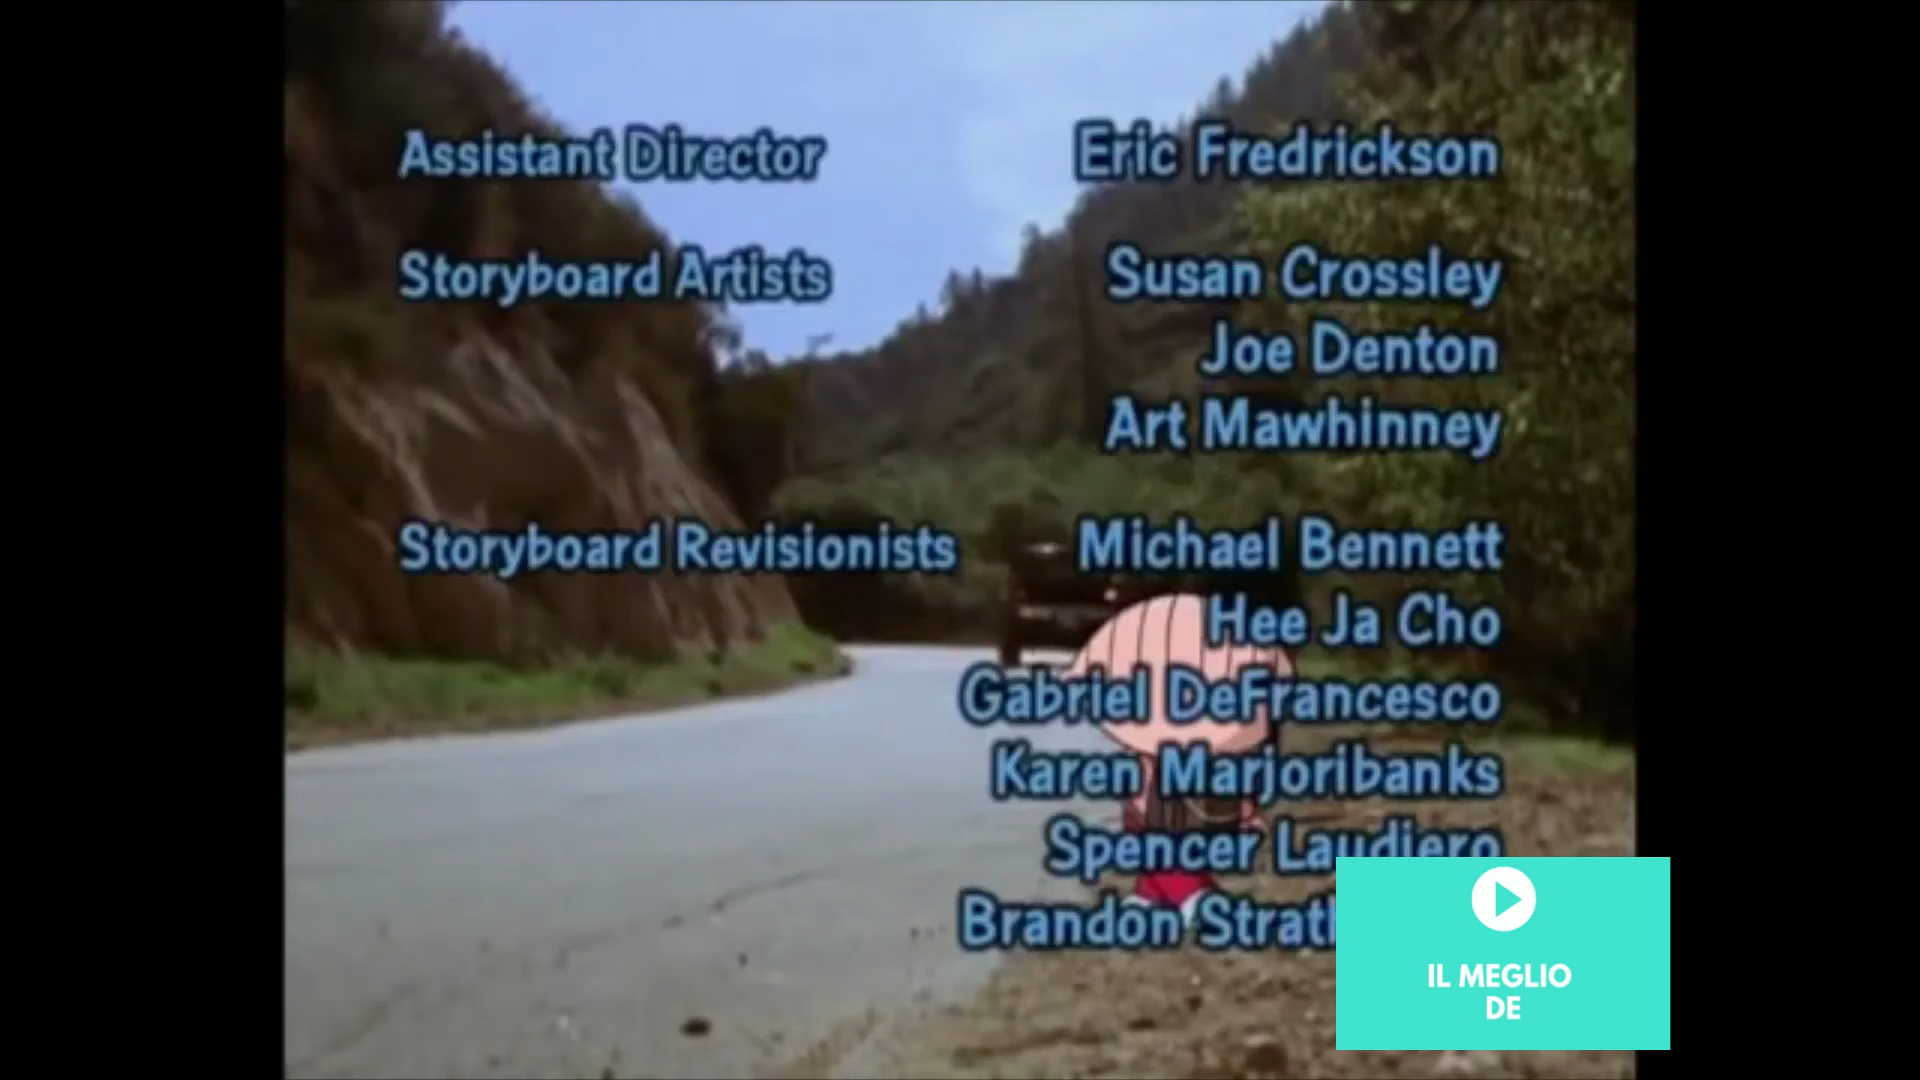 Assistant Director Eric Fredrickson
Storyboard Artists Susan Crossley
Joe Denton
Art Mawhinney
Storyboard Revisionists Michael Bennett
Hee Ja Cho
Gabriel DeFrancesco
Karen Marjoribanks
Spencer Laudiero
Brandon
IL MEGLIO
DE